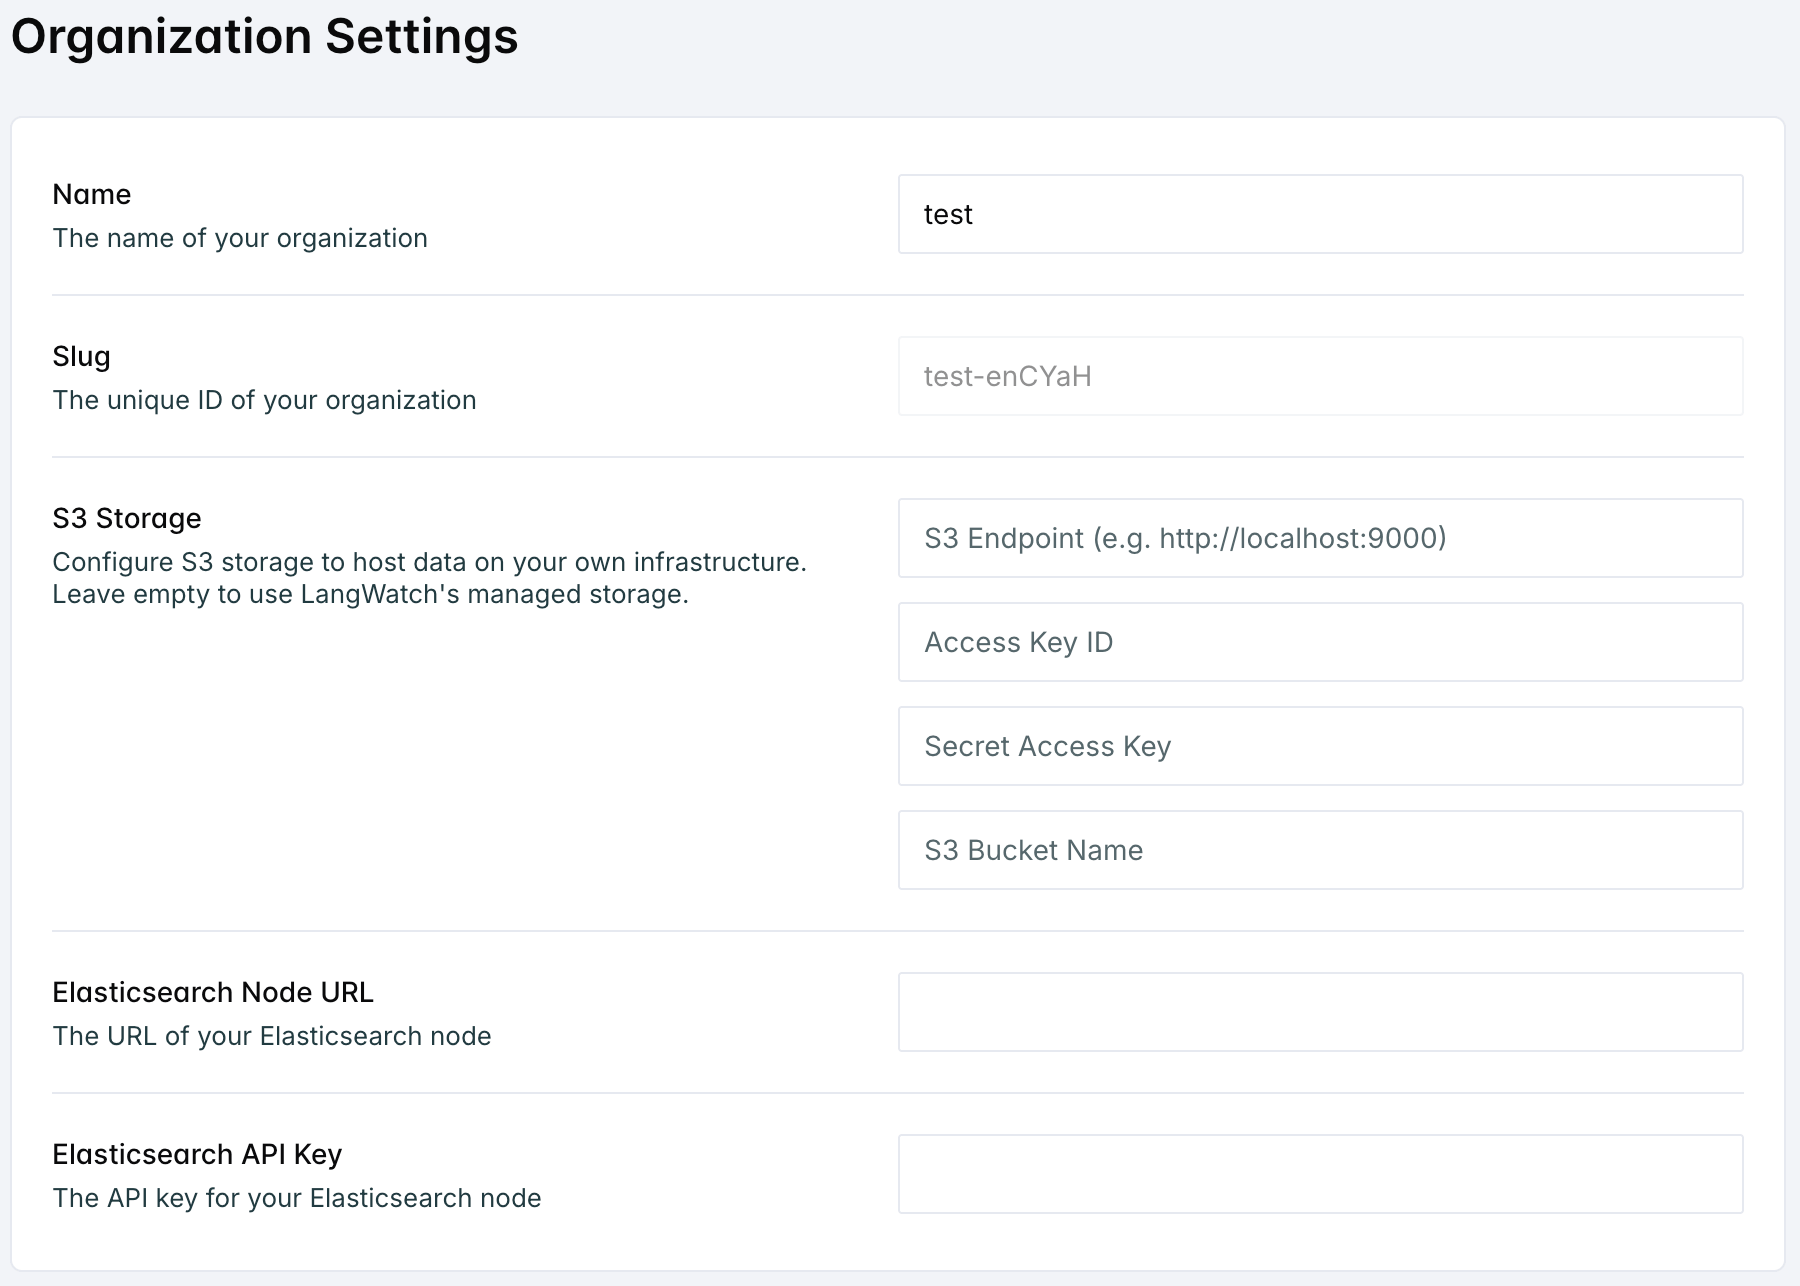 Organization Settings
Name
The name of your organization
test
Slug
The unique ID of your organization
test-enCYaH
S3 Storage
Configure S3 storage to host data on your own infrastructure.
Leave empty to use LangWatch's managed storage.
S3 Endpoint (e.g. http://localhost:9000)
Access Key ID
Secret Access Key
S3 Bucket Name
Elasticsearch Node URL
The URL of your Elasticsearch node
Elasticsearch API Key
The API key for your Elasticsearch node